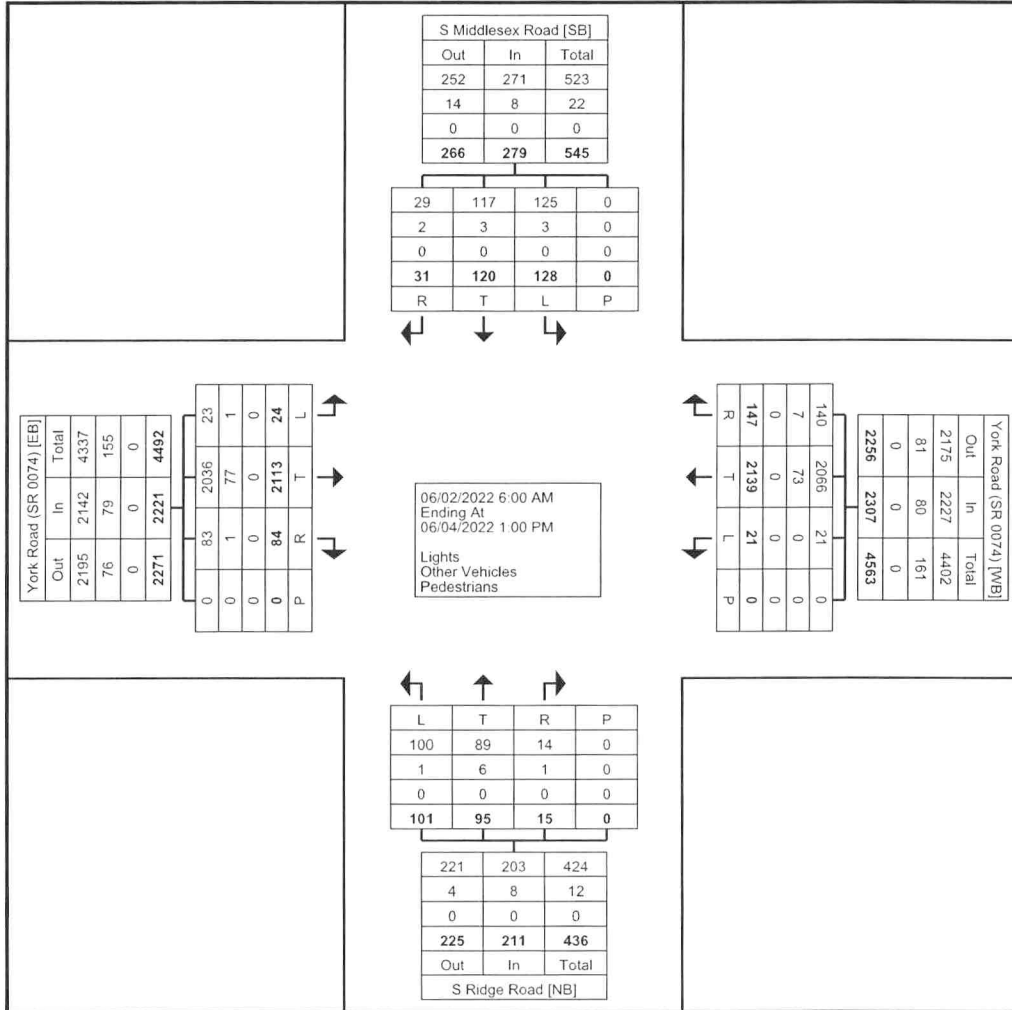 S Middlesex Road [SB]
Out In Total
252 271 523
14 8 22
0 0 0
266 279 545
29 117 125 0
2 3 3 0
0 0 0 0
31 120 128 0
R T L P
York Road (SR 0074) [EB]
Total In Out
4337 2142 2195
155 79 76
0 0 0
4492 2221 2271
23 2036 83 0
1 77 1 0
0 0 0 0
24 2113 84 0
L T R P
06/02/2022 6:00 AM
Ending At
06/04/2022 1:00 PM
Lights
Other Vehicles
Pedestrians
R T L P
147 2139 21 0
0 0 0 0
7 73 0 0
140 2066 21 0
York Road (SR 0074) [WB]
Out In Total
2175 2227 4402
81 80 161
0 0 0
2256 2307 4563
L T R P
100 89 14 0
1 6 1 0
0 0 0 0
101 95 15 0
221 203 424
4 8 12
0 0 0
225 211 436
Out In Total
S Ridge Road [NB]